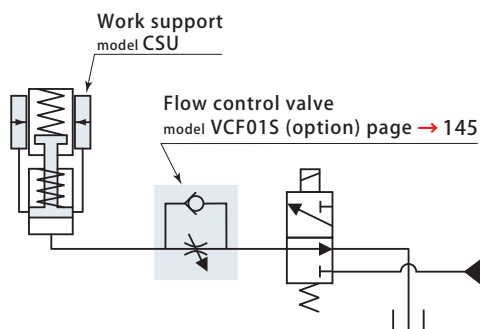 Work support
model CSU
Flow control valve
model VCF01S (option) page → 145